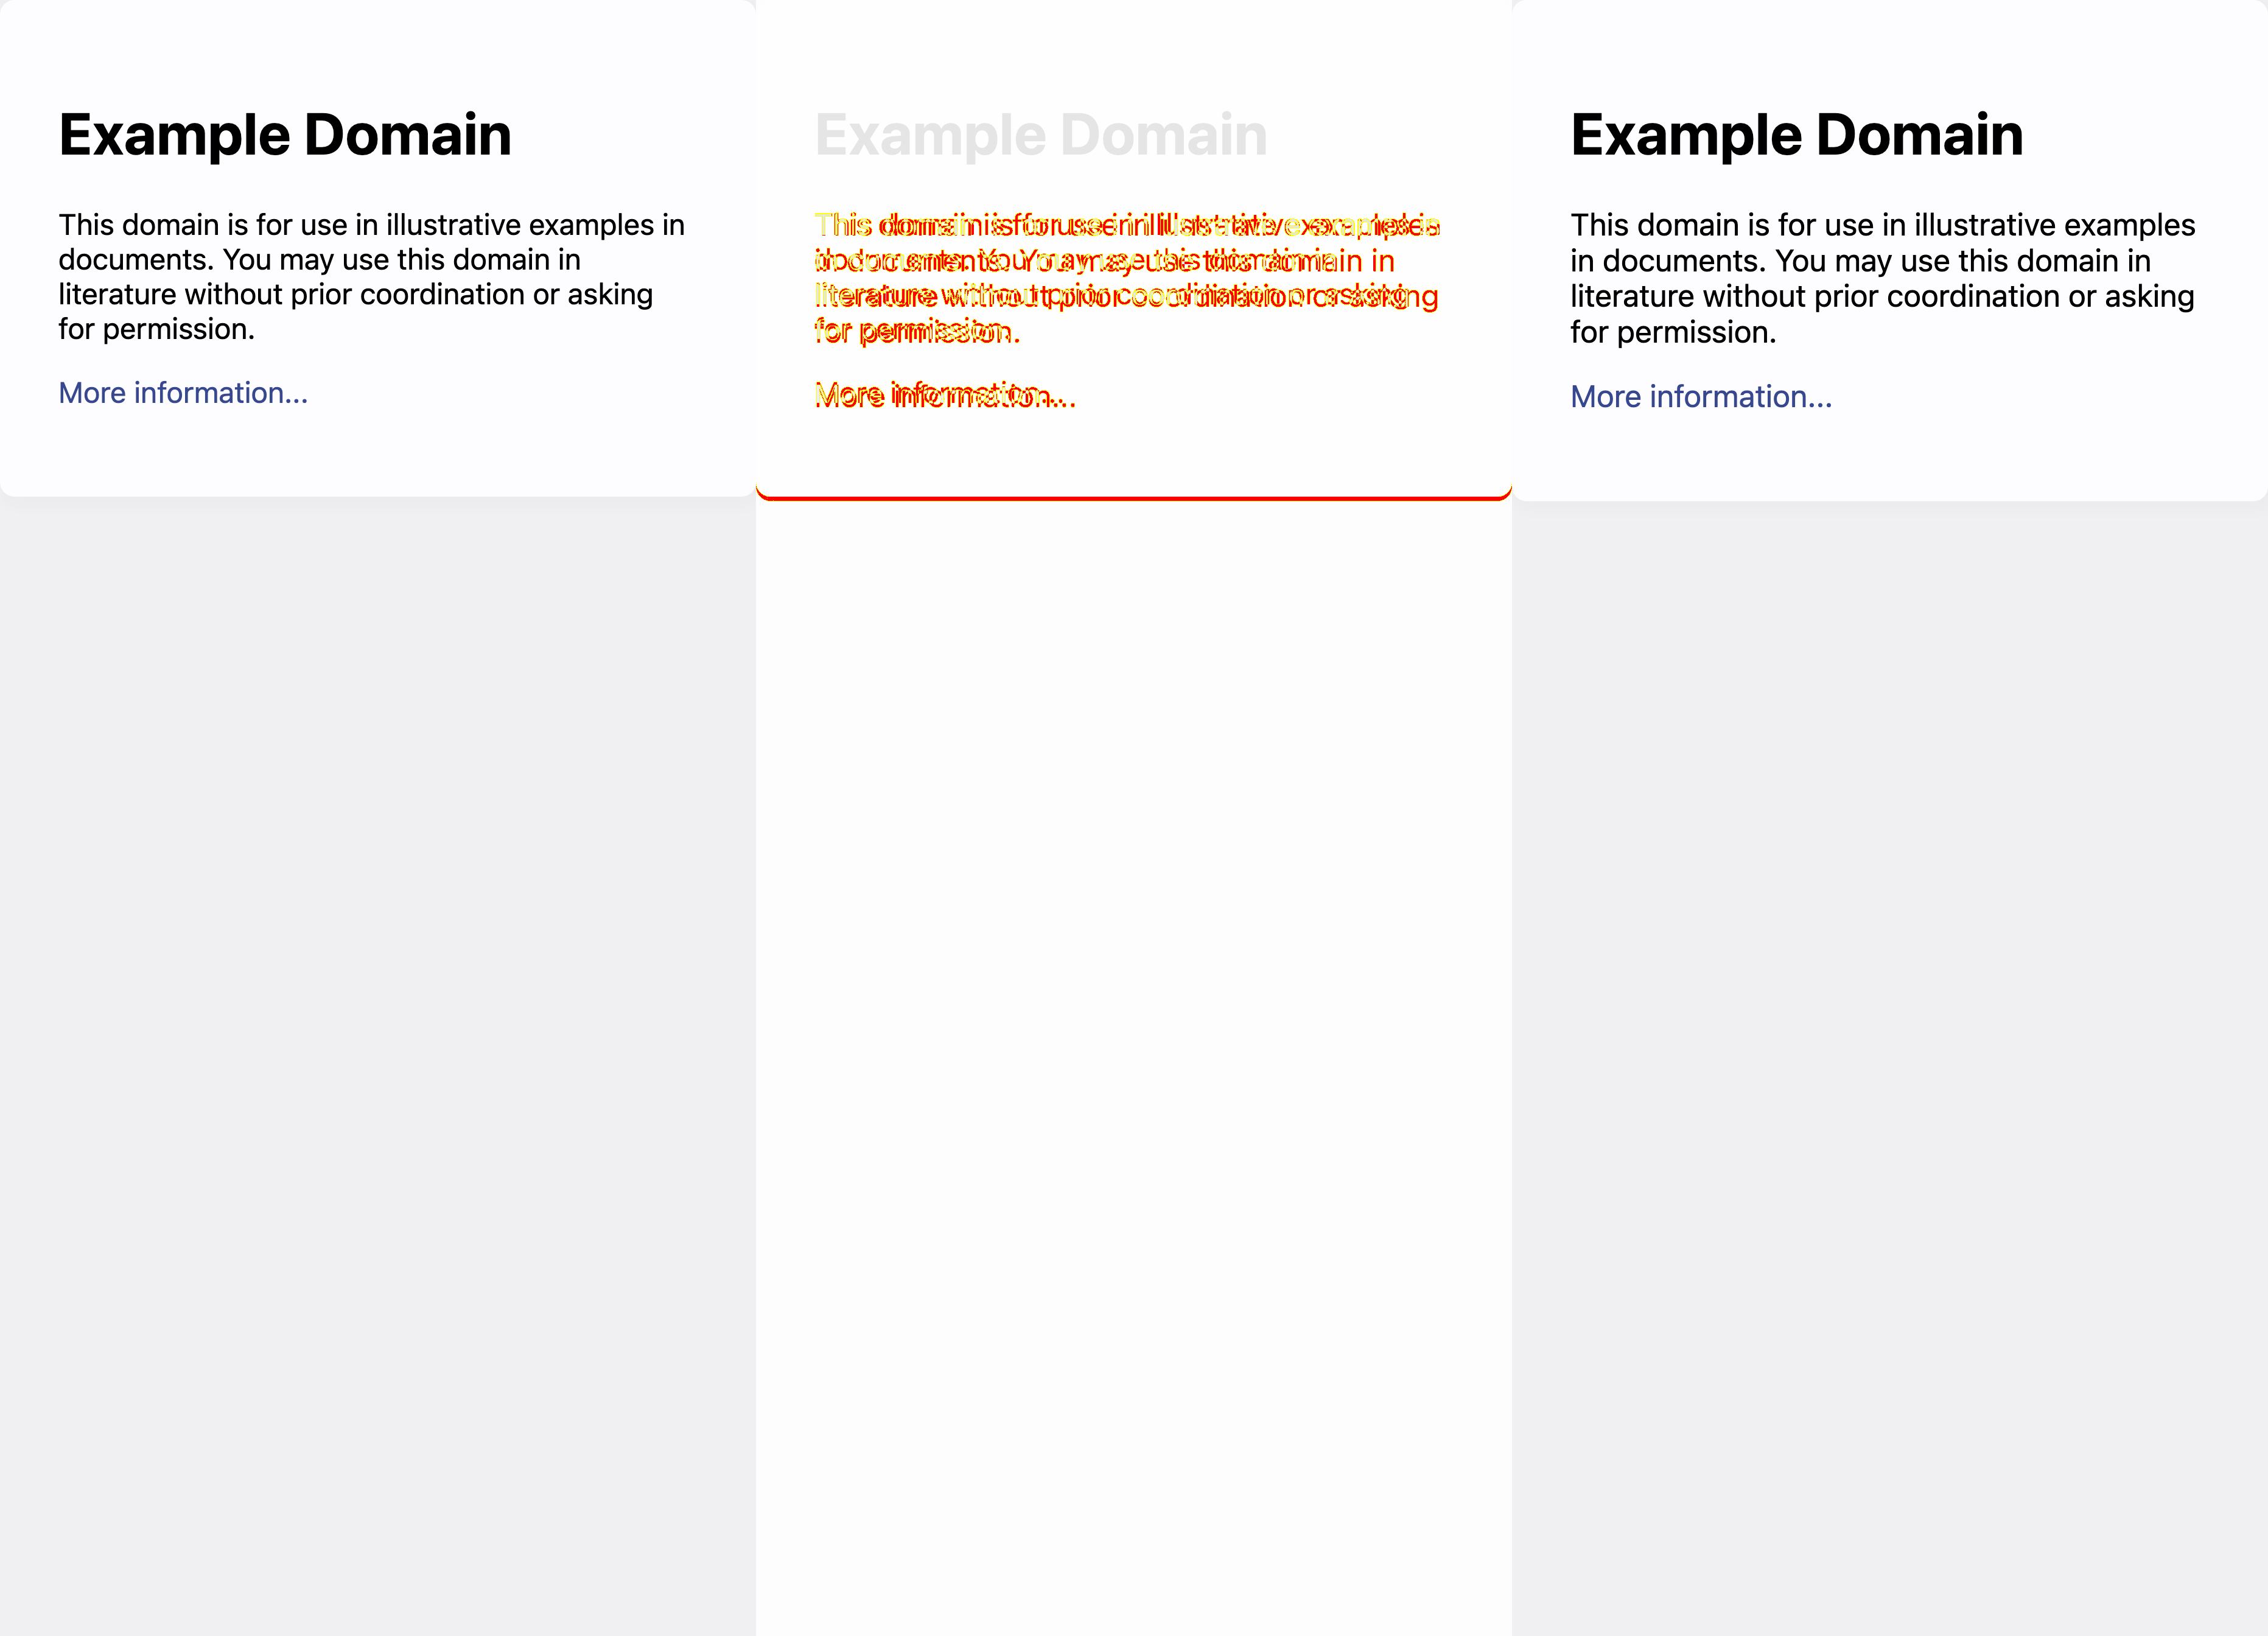 Example Domain
This domain is for use in illustrative examples in
documents. You may use this domain in
literature without prior coordination or asking
for permission.
More information...
Example Domain
for permission.
More information...
Example Domain
This domain is for use in illustrative examples
in documents. You may use this domain in
literature without prior coordination or asking
for permission.
More information...